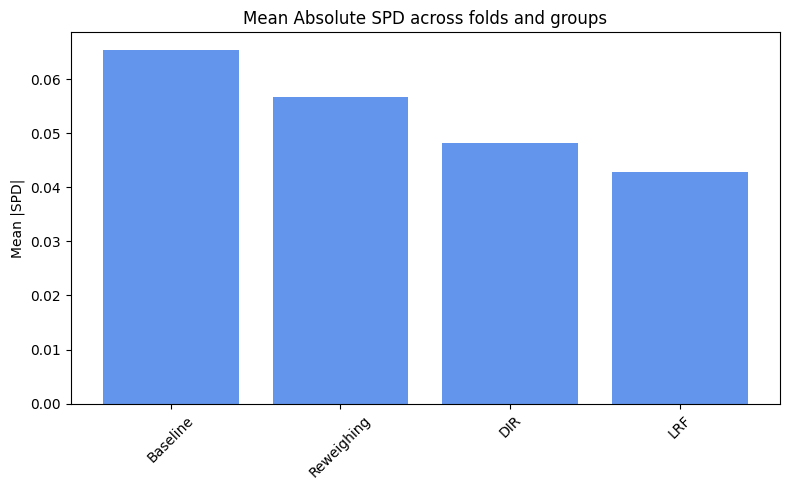 Mean Absolute SPD across folds and groups
Mean |SPD|
0.06
0.05
0.04
0.03
0.02
0.01
0.00
Baseline
Reweighing
DIR
LRF